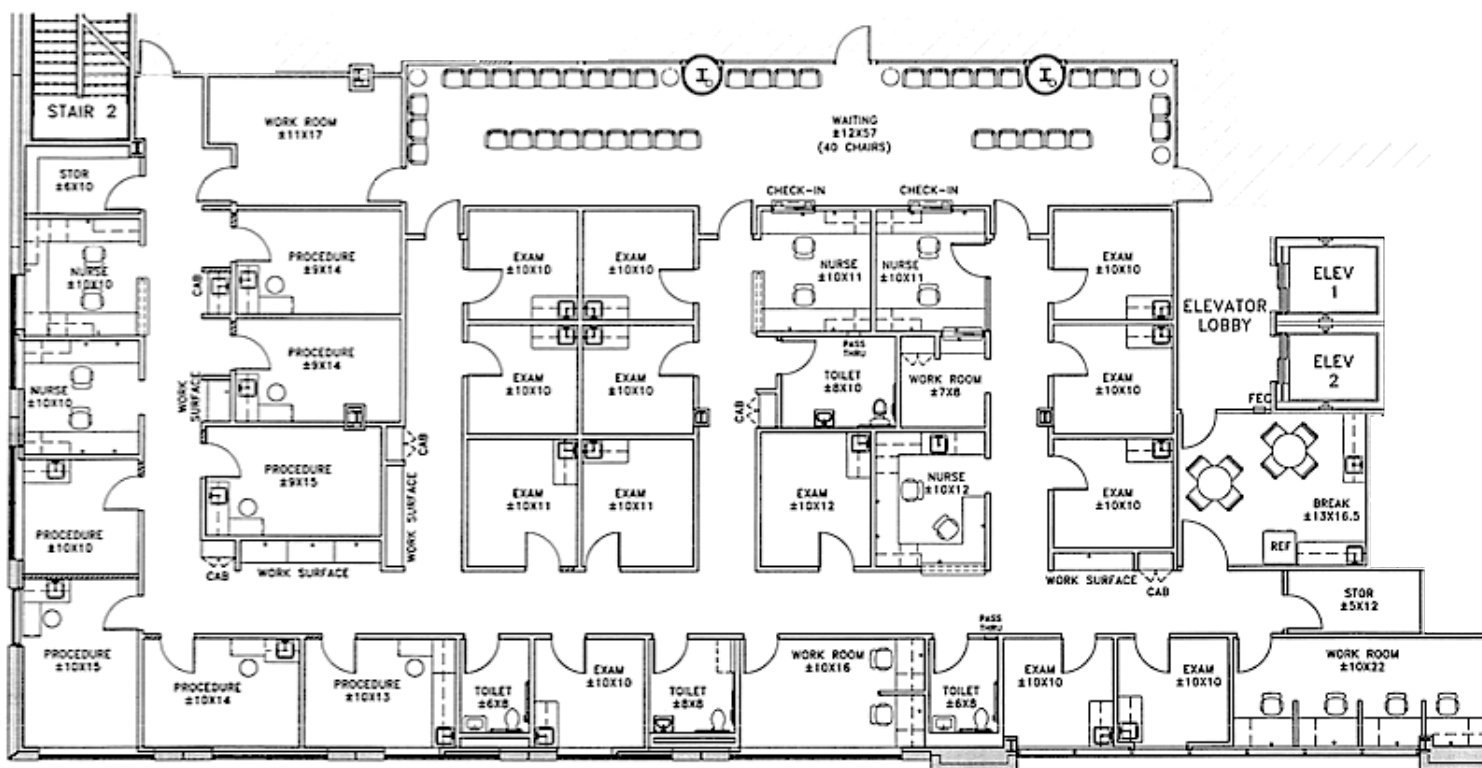 STAIR 2
WORK ROOM
±11X17
WAITING
±12X57
(40 CHAIRS)
STOR
±6X10
CHECK-IN
CHECK-IN
NURSE
±10X10
CAB
PROCEDURE
±9X14
EXAM
±10X10
EXAM
±10X10
NURSE
±10X11
NURSE
±10X11
EXAM
±10X10
ELEVATOR
LOBBY
ELEV
1
ELEV
2
FEC
NURSE
±10X10
WORK
SURFACE
PROCEDURE
±9X14
EXAM
±10X10
EXAM
±10X10
CAB
PASS
THRU
TOILET
±8X10
WORK ROOM
±7X8
EXAM
±10X10
PROCEDURE
±10X10
PROCEDURE
±9X15
CAB
WORK SURFACE
CAB
WORK SURFACE
EXAM
±10X11
EXAM
±10X11
EXAM
±10X12
NURSE
±10X12
EXAM
±10X10
WORK SURFACE
CAB
BREAK
±13X16.5
REF
STOR
±5X12
PROCEDURE
±10X15
PROCEDURE
±10X14
PROCEDURE
±10X13
TOILET
±6X8
EXAM
±10X10
TOILET
±8X8
WORK ROOM
±10X16
PASS
THRU
TOILET
±6X8
EXAM
±10X10
EXAM
±10X10
WORK ROOM
±10X22